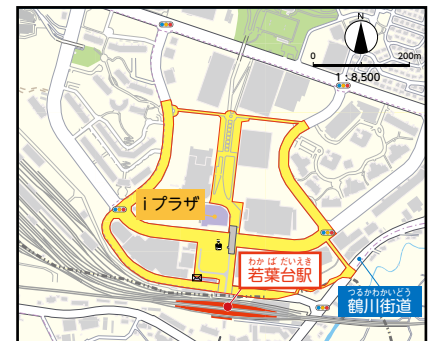 N
0 200m
1：8,500
i プラザ
わかばだいえき
若葉台駅
つるかわかいどう
鶴川街道